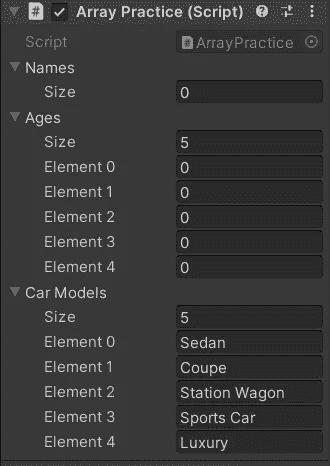 # Array Practice (Script)
Script #ArrayPractice
Names
Size 0
Ages
Size 5
Element 0 0
Element 1 0
Element 2 0
Element 3 0
Element 4 0
Car Models
Size 5
Element 0 Sedan
Element 1 Coupe
Element 2 Station Wagon
Element 3 Sports Car
Element 4 Luxury